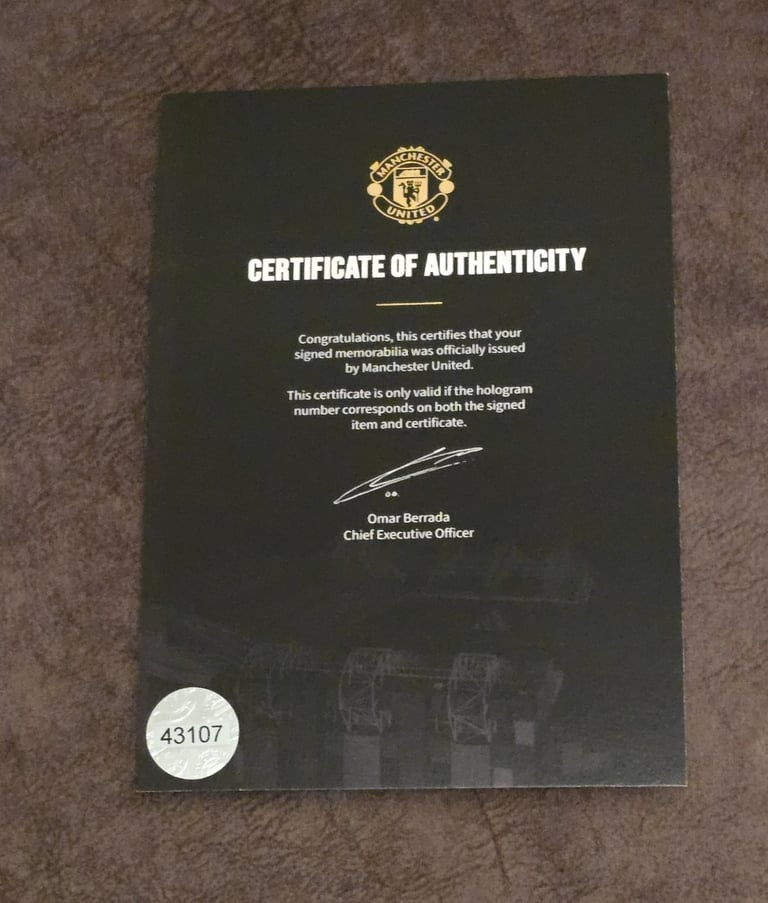 MANCHESTER
UNITED
CERTIFICATE OF AUTHENTICITY
Congratulations, this certifies that your
signed memorabilia was officially issued
by Manchester United.
This certificate is only valid if the hologram
number corresponds on both the signed
item and certificate.
Omar Berrada
Chief Executive Officer
43107